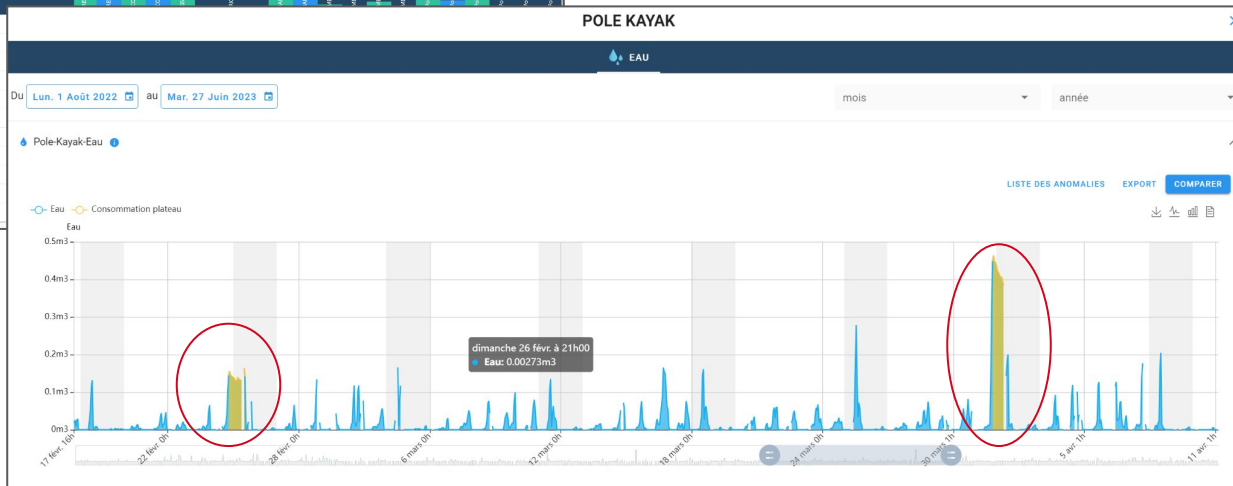 POLE KAYAK
EAU
Du Lun. 1 Août 2022 au Mar. 27 Juin 2023 mois année
Pole-Kayak-Eau
LISTE DES ANOMALIES EXPORT COMPARER
Eau Consommation plateau
Eau
0.5m3
0.4m3
0.3m3
0.2m3
0.1m3
0m3
dimanche 26 févr. à 21h00
Eau: 0.00273m3
17 févr. 16h 22 févr. 0h 28 févr. 0h 6 mars 0h 12 mars 0h 18 mars 0h 24 mars 0h 30 mars 1h 5 avr. 1h 11 avr. 1h